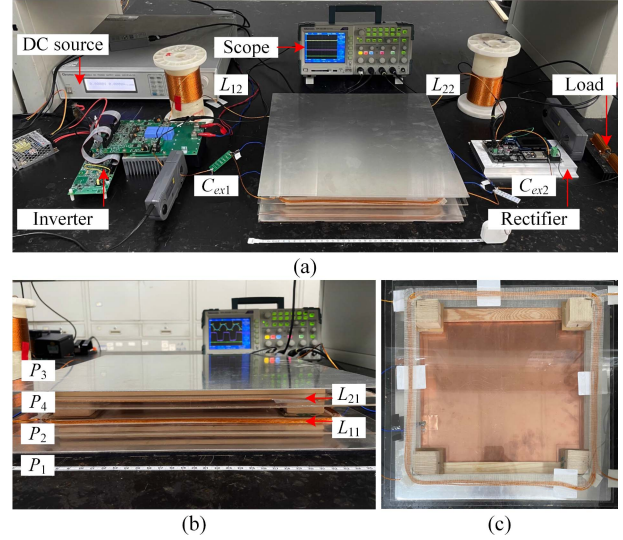 DC source
Scope
L12
L22
Load
Cex1
Cex2
Inverter
Rectifier
(a)
P3
P4
L21
P2
L11
P1
(b)
(c)